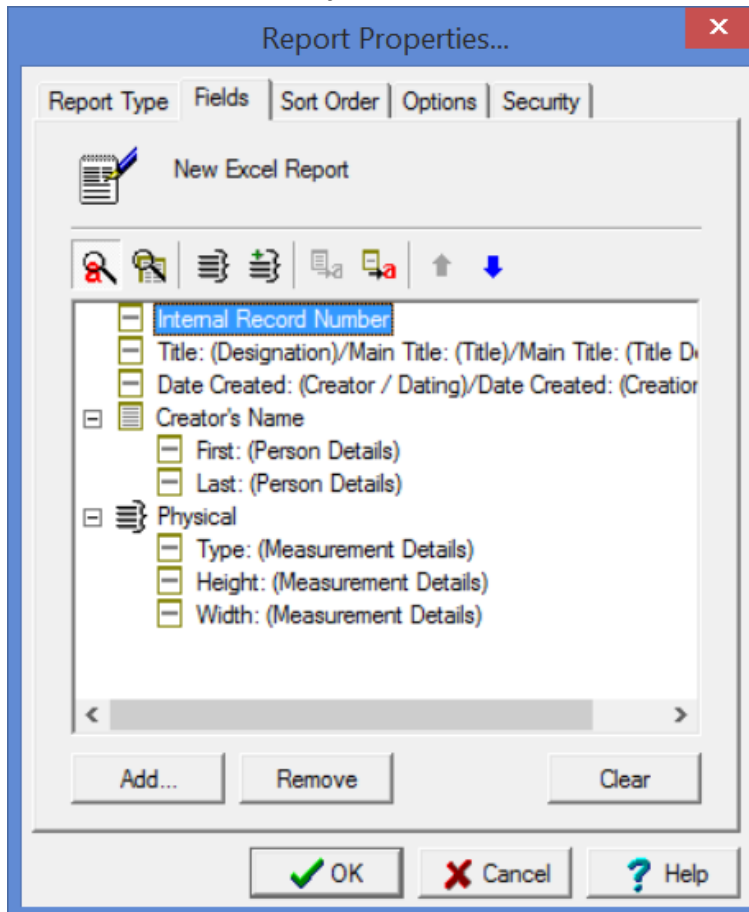 Report Properties...
Report Type Fields Sort Order Options Security
New Excel Report
Internal Record Number
Title: (Designation)/Main Title: (Title)/Main Title: (Title D
Date Created: (Creator / Dating)/Date Created: (Creation
Creator's Name
First: (Person Details)
Last: (Person Details)
Physical
Type: (Measurement Details)
Height: (Measurement Details)
Width: (Measurement Details)
Add... Remove Clear
OK Cancel ? Help